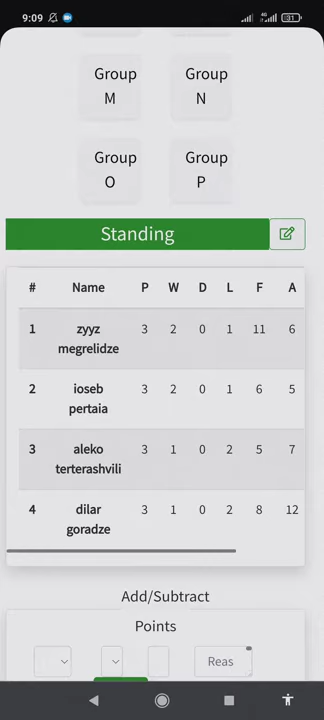 9:09 31
Group M Group N
Group O Group P
Standing
# Name P W D L F A
1 zyyz megrelidze 3 2 0 1 11 6
2 ioseb pertaia 3 2 0 1 6 5
3 aleko terterashvili 3 1 0 2 5 7
4 dilar goradze 3 1 0 2 8 12
Add/Subtract
Points
Reas